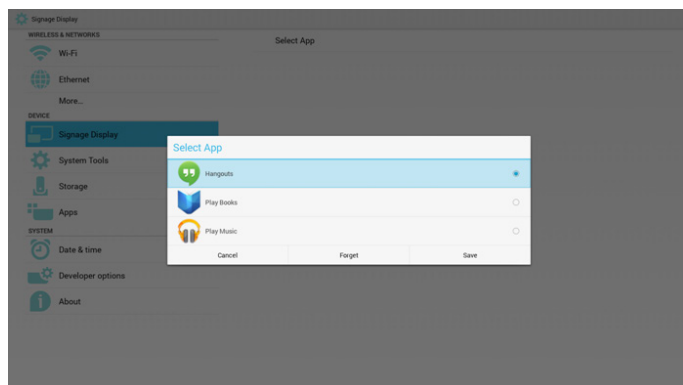 Signage Display
WIRELESS & NETWORKS
Wi-Fi
Ethernet
More...
DEVICE
Signage Display
System Tools
Storage
Apps
SYSTEM
Date & time
Developer options
About
Select App
Select App
Hangouts
Play Books
Play Music
Cancel Forget Save